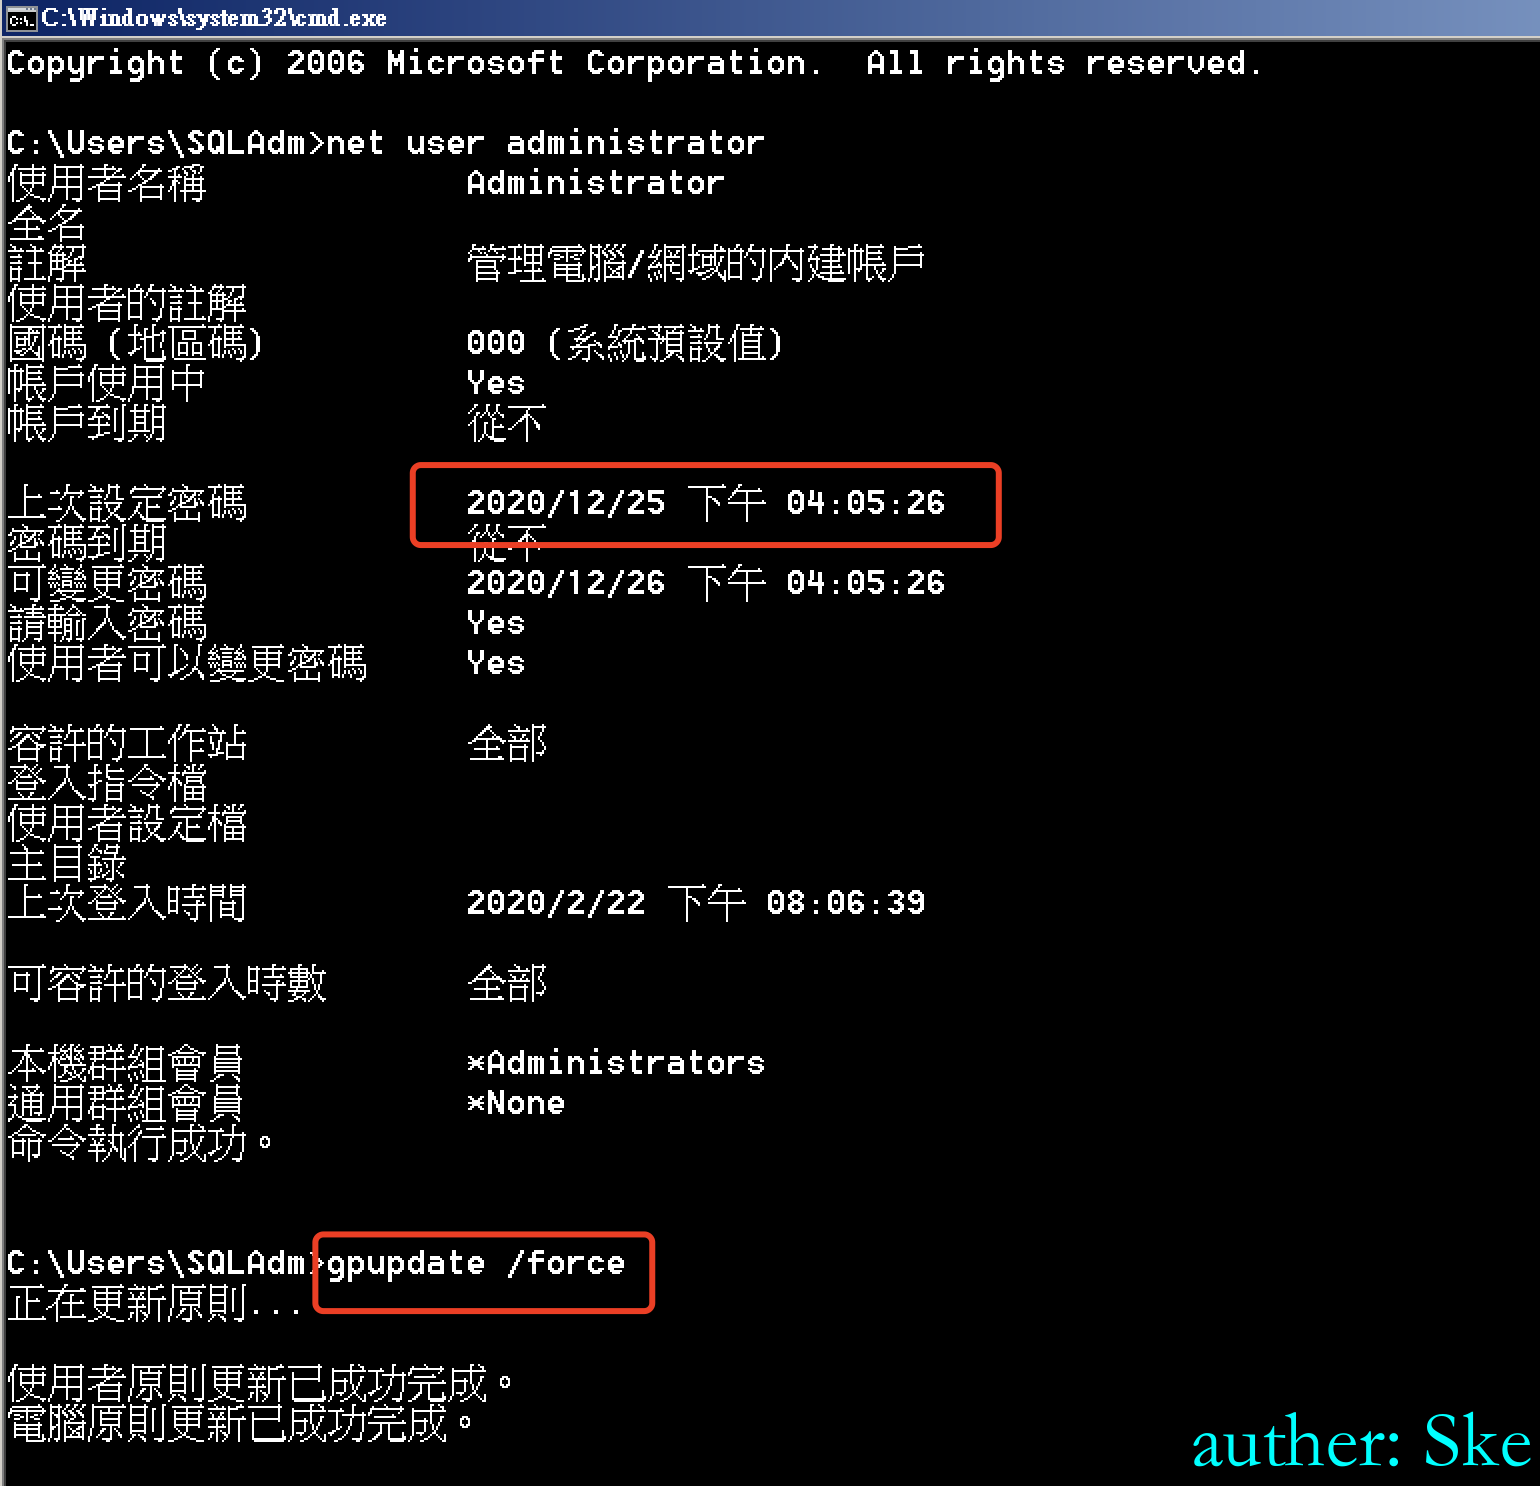 C:\Windows\system32\cmd.exe
Copyright (c) 2006 Microsoft Corporation.  All rights reserved.
C:\Users\SQLAdm>net user administrator
使用者名稱 Administrator
全名
註解 管理電腦/網域的內建帳戶
使用者的註解
國碼 (地區碼) 000 (系統預設值)
帳戶使用中 Yes
帳戶到期 從不
上次設定密碼 2020/12/25 下午 04:05:26
密碼到期 從不
可變更密碼 2020/12/26 下午 04:05:26
請輸入密碼 Yes
使用者可以變更密碼 Yes
容許的工作站 全部
登入指令檔
使用者設定檔
主目錄
上次登入時間 2020/2/22 下午 08:06:39
可容許的登入時數 全部
本機群組會員 *Administrators
通用群組會員 *None
命令執行成功。
C:\Users\SQLAdm>gpupdate /force
正在更新原則...
使用者原則更新已成功完成。
電腦原則更新已成功完成。
auther: Ske